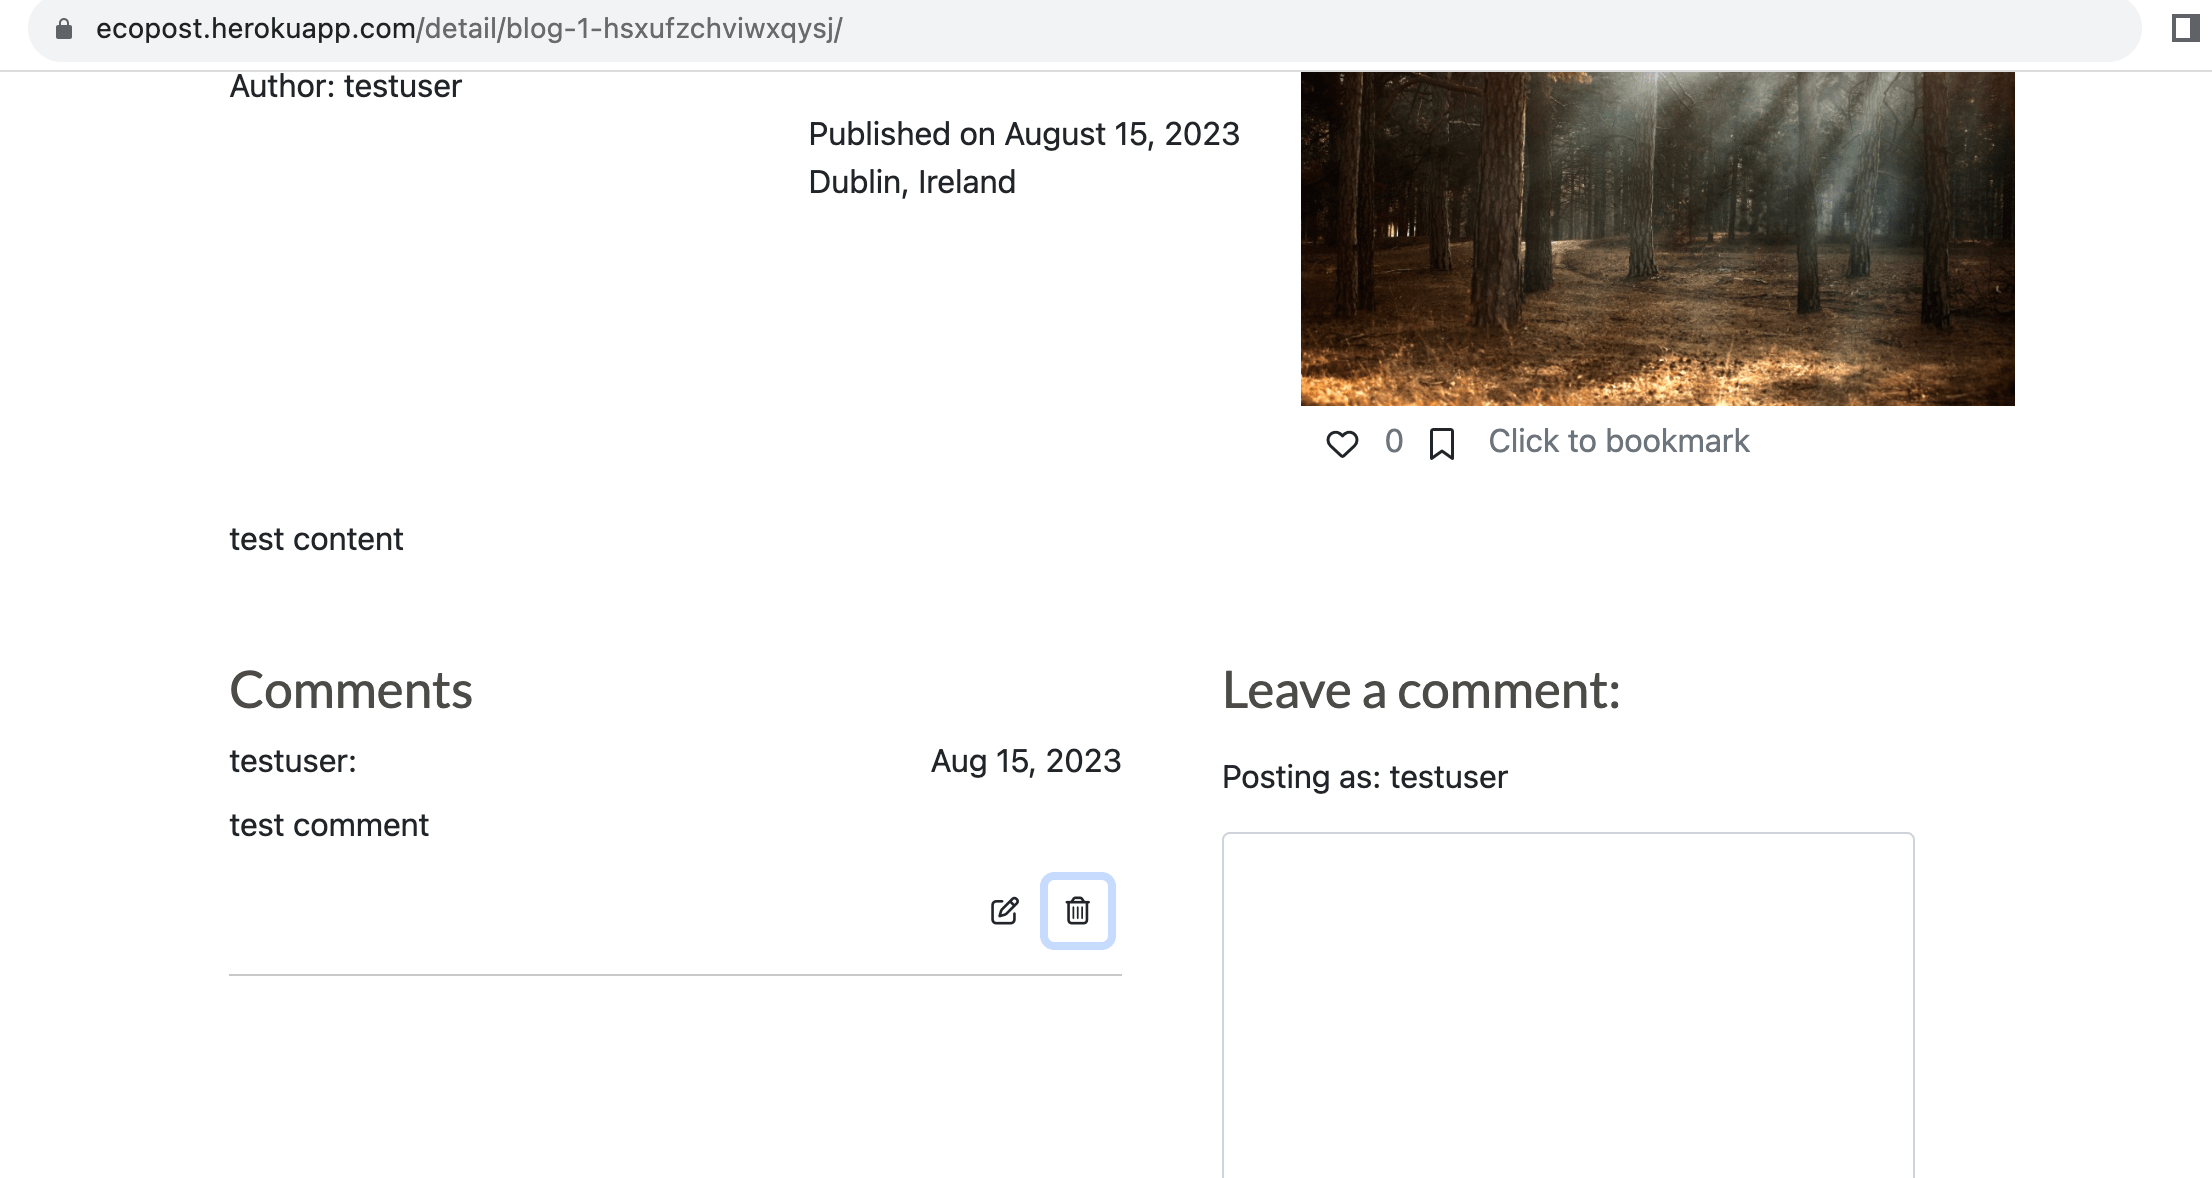 ecopost.herokuapp.com/detail/blog-1-hsxufzchviwxqysj/
Author: testuser
Published on August 15, 2023
Dublin, Ireland
0 Click to bookmark
test content
Comments
testuser: Aug 15, 2023
test comment
Leave a comment:
Posting as: testuser